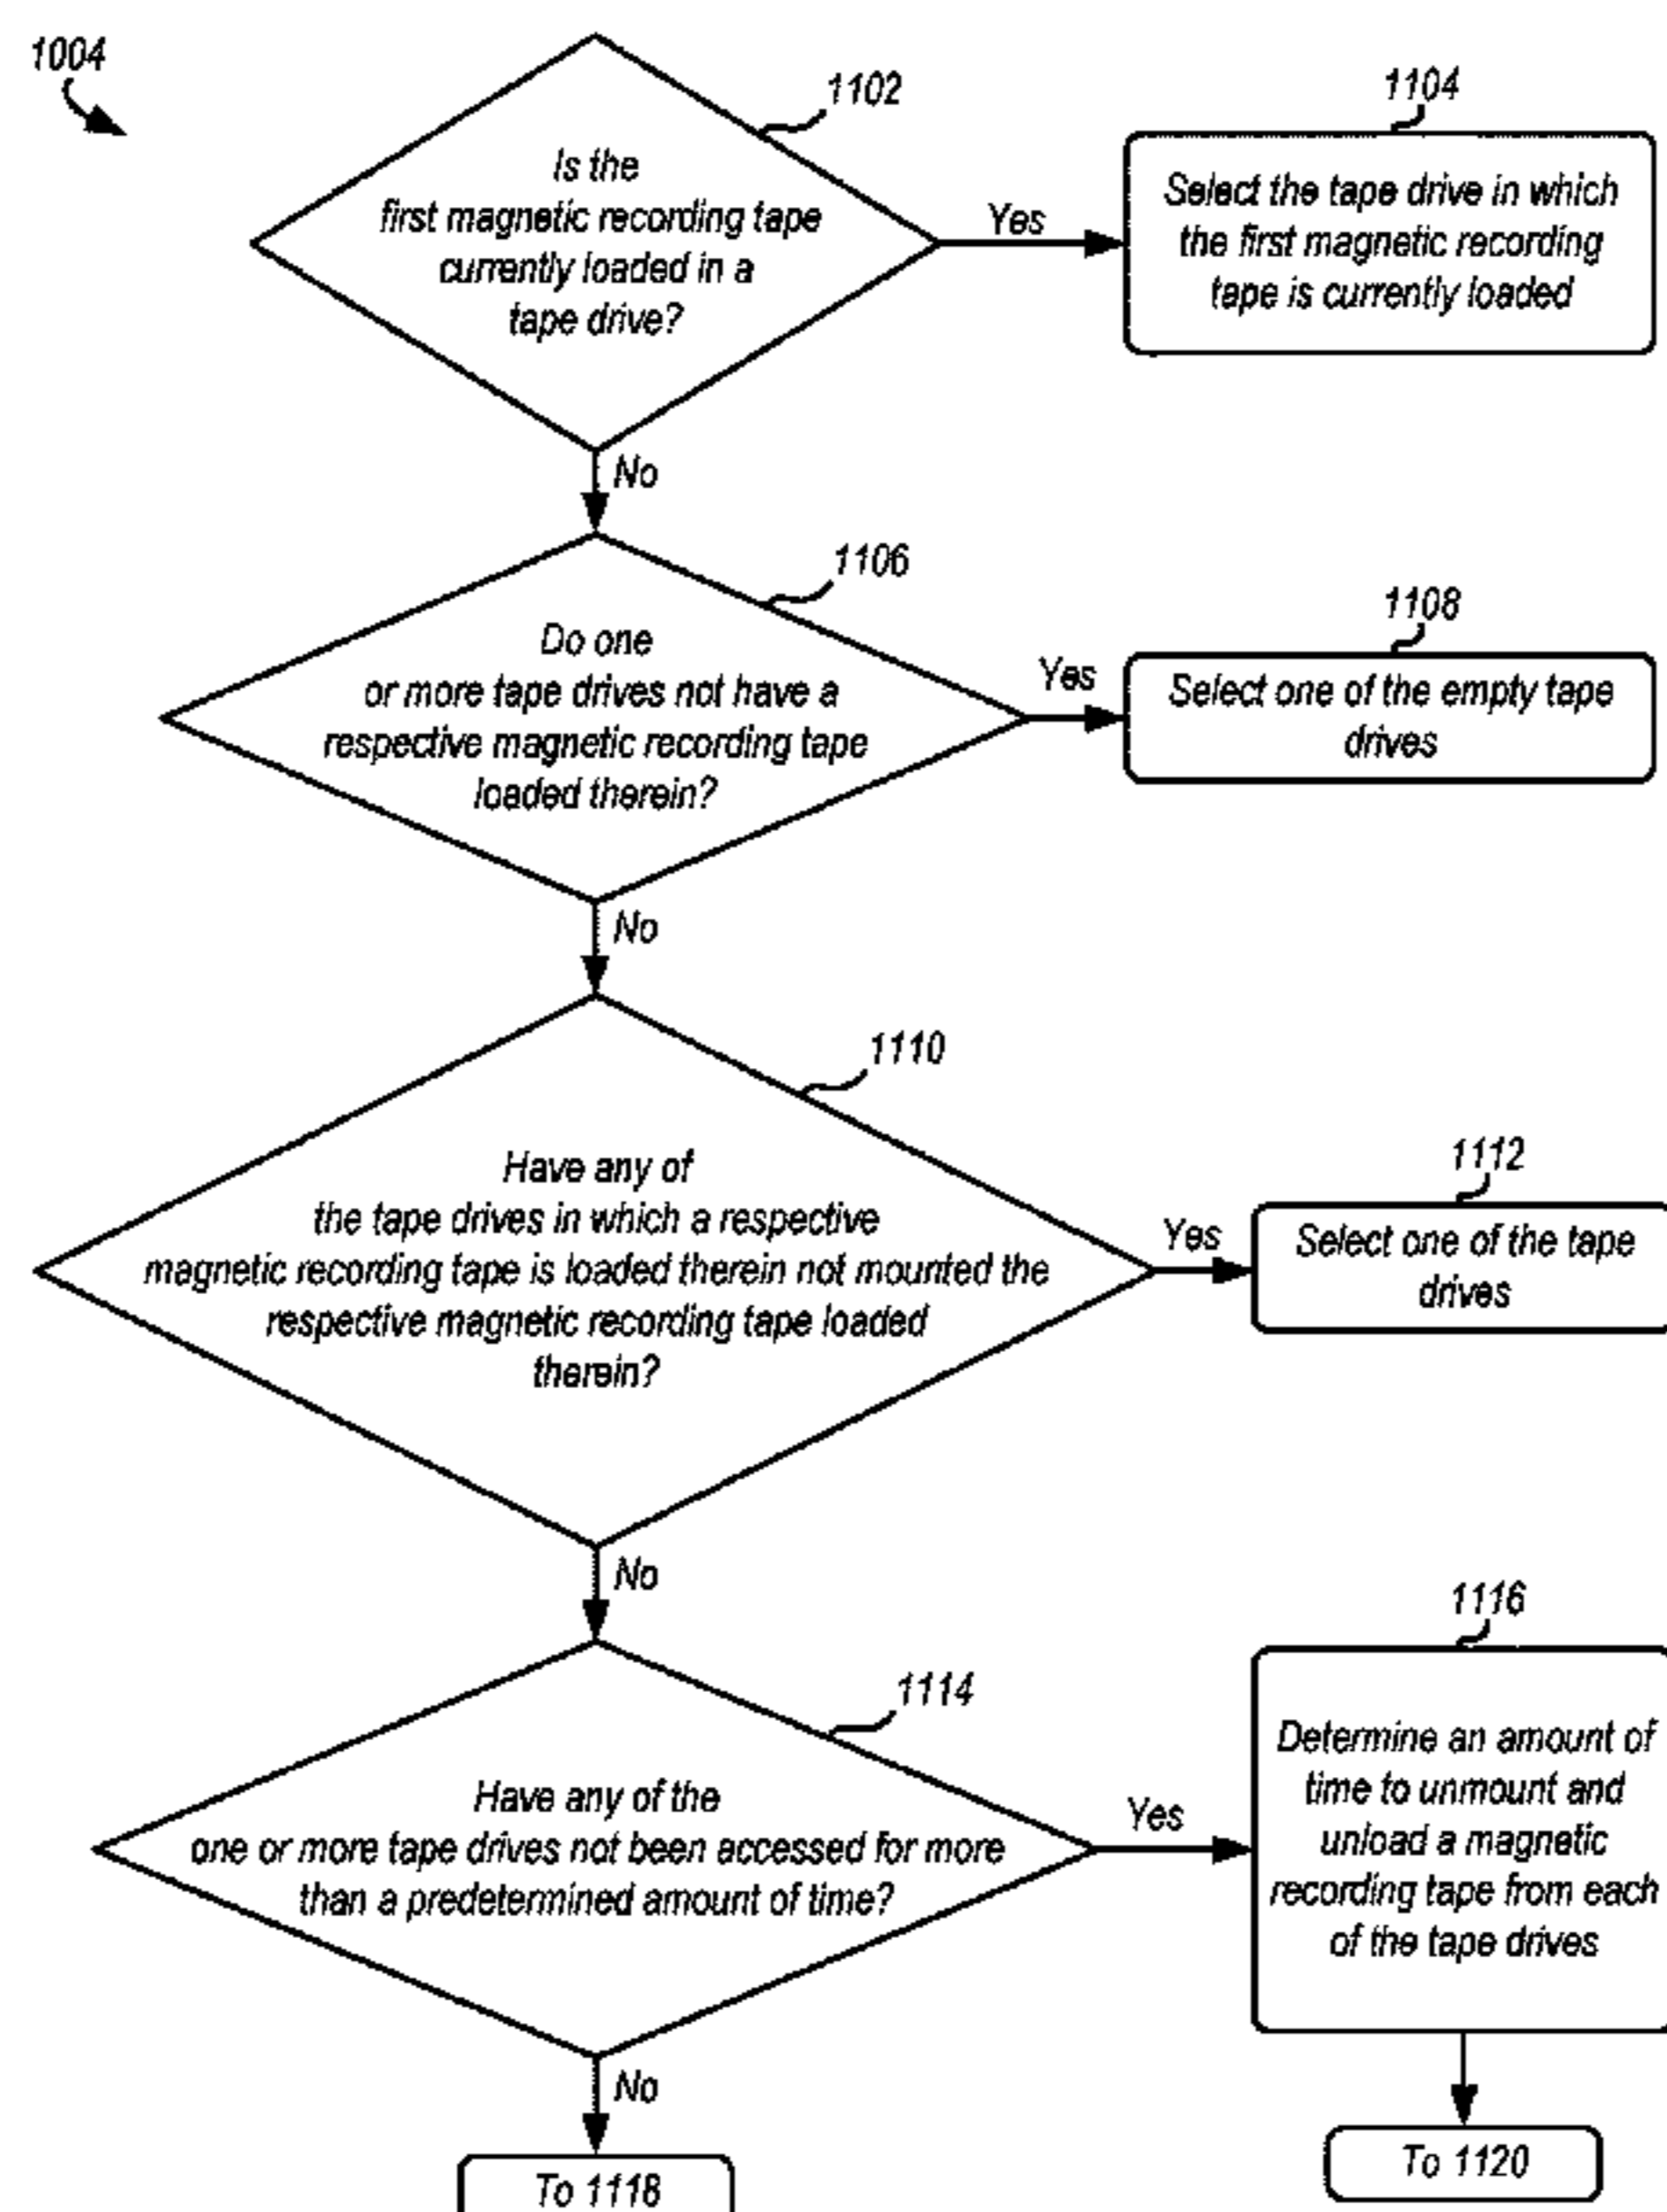 1004
1102
Is the
first magnetic recording tape
currently loaded in a
tape drive?
Yes
1104
Select the tape drive in which
the first magnetic recording
tape is currently loaded
No
1106
Do one
or more tape drives not have a
respective magnetic recording tape
loaded therein?
Yes
1108
Select one of the empty tape
drives
No
1110
Have any of
the tape drives in which a respective
magnetic recording tape is loaded therein not mounted the
respective magnetic recording tape loaded
therein?
Yes
1112
Select one of the tape
drives
No
1114
Have any of the
one or more tape drives not been accessed for more
than a predetermined amount of time?
Yes
1116
Determine an amount of
time to unmount and
unload a magnetic
recording tape from each
of the tape drives
No
To 1118
To 1120